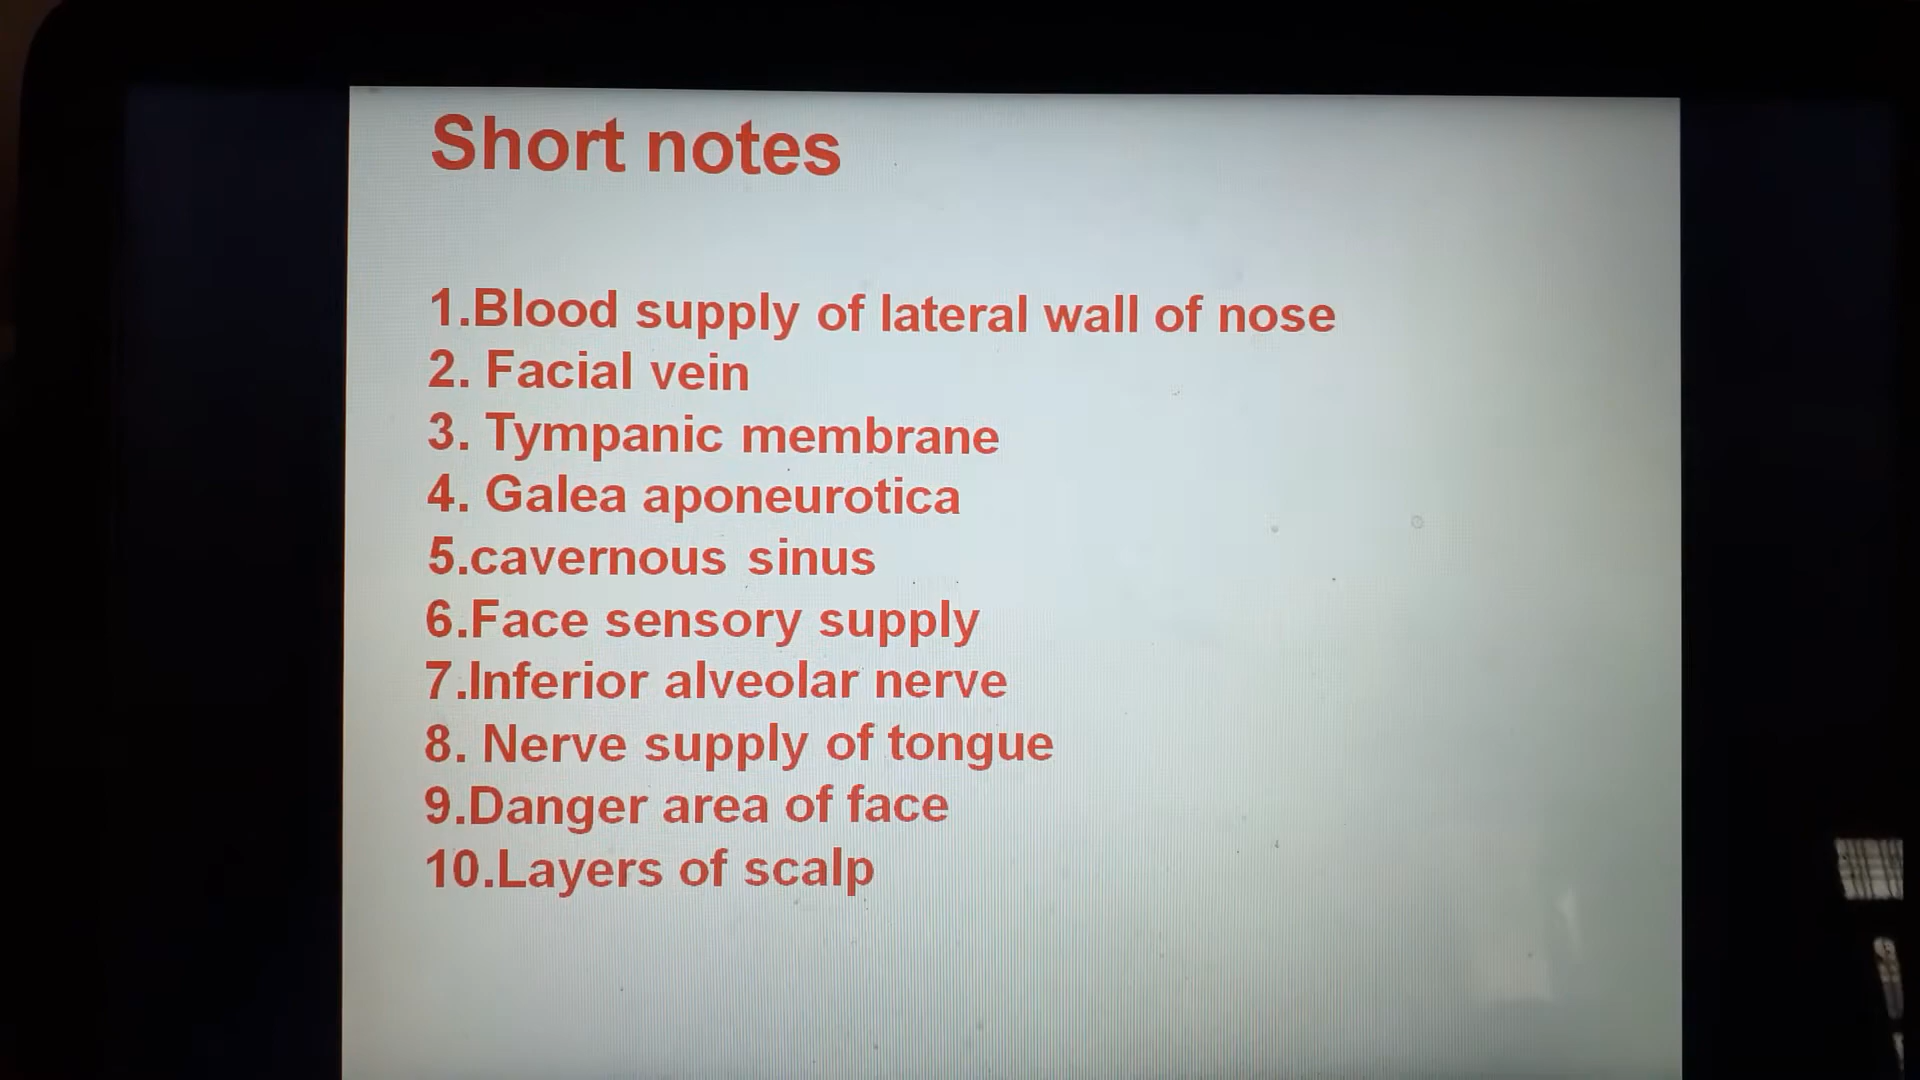 Short notes
1.Blood supply of lateral wall of nose
2. Facial vein
3. Tympanic membrane
4. Galea aponeurotica
5.cavernous sinus
6.Face sensory supply
7.Inferior alveolar nerve
8. Nerve supply of tongue
9.Danger area of face
10.Layers of scalp